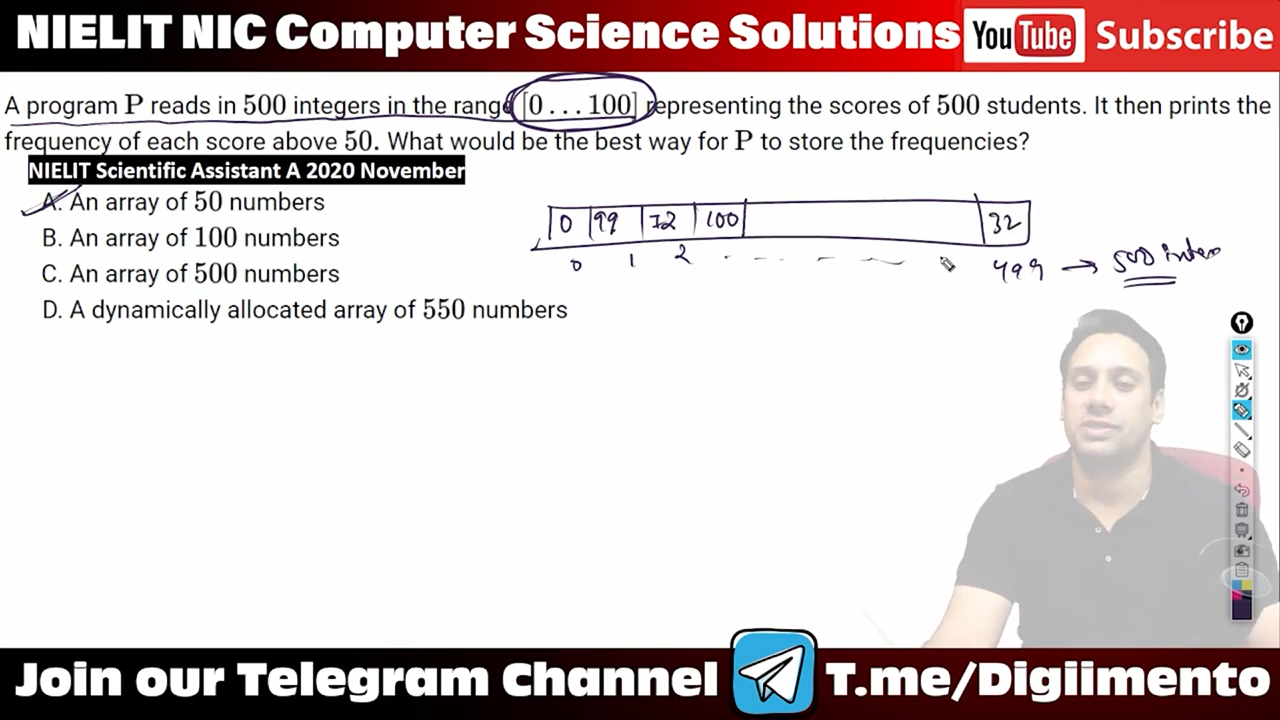 NIELIT NIC Computer Science Solutions YouTube Subscribe
A program P reads in 500 integers in the range [0...100] representing the scores of 500 students. It then prints the
frequency of each score above 50. What would be the best way for P to store the frequencies?
NIELIT Scientific Assistant A 2020 November
A. An array of 50 numbers
B. An array of 100 numbers
C. An array of 500 numbers
D. A dynamically allocated array of 550 numbers
0 99 72 100 32
0 1 2 499 → 500
Join our Telegram Channel T.me/Digiimento